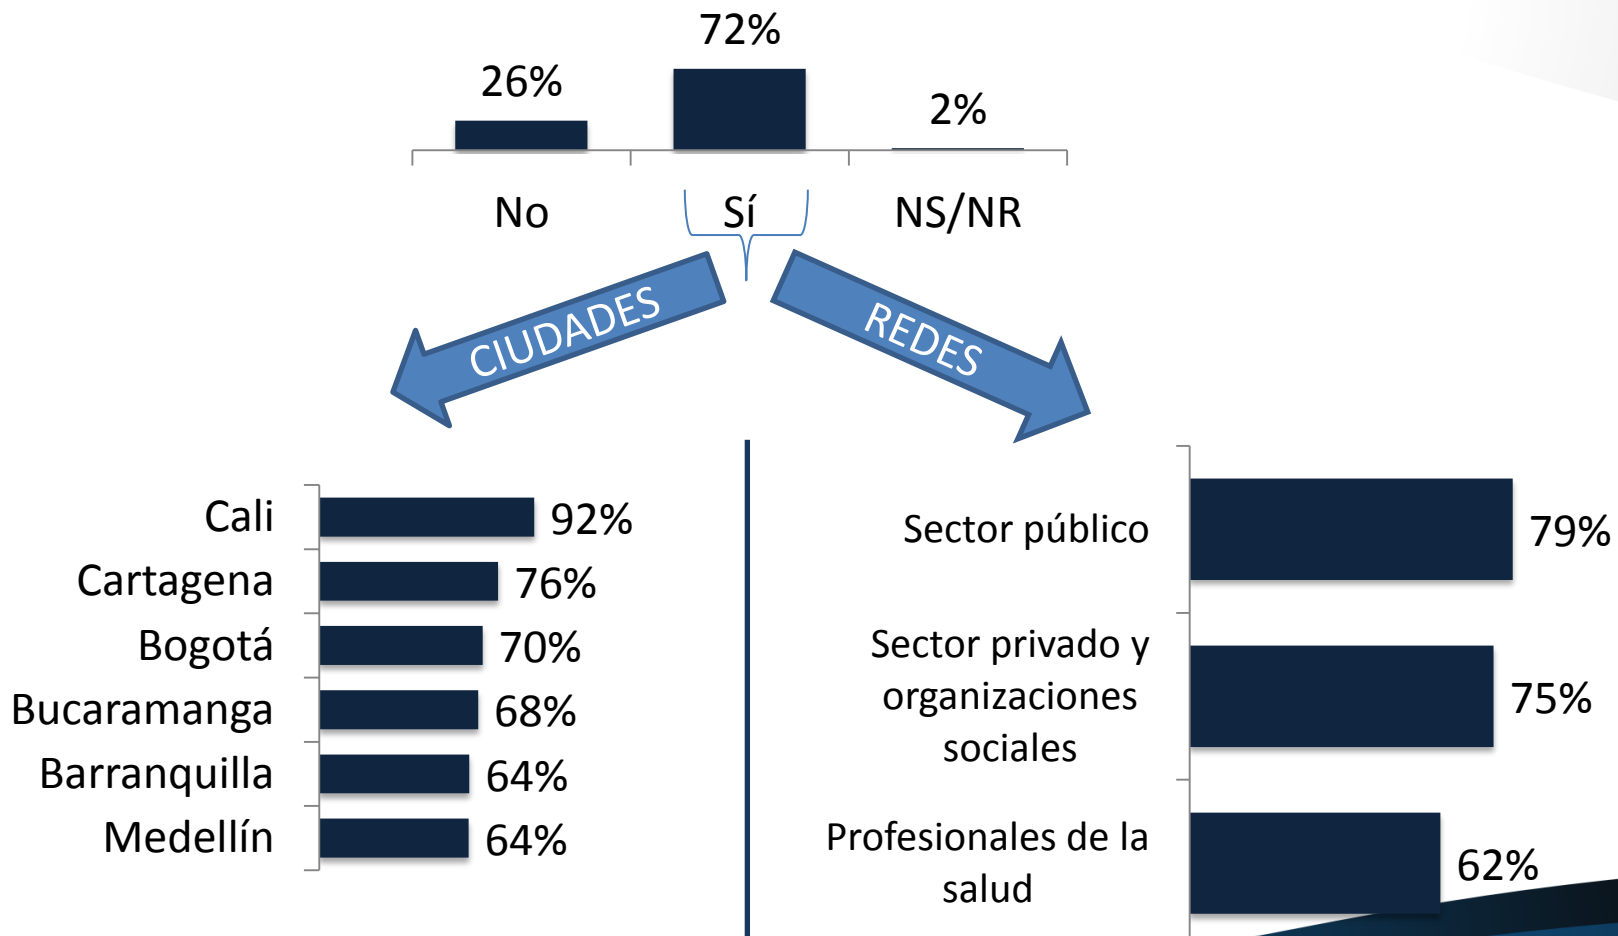 72%
26%
2%
No
Sí
NS/NR
CIUDADES
REDES
Cali
92%
Cartagena
76%
Bogotá
70%
Bucaramanga
68%
Barranquilla
64%
Medellín
64%
Sector público
79%
Sector privado y
organizaciones
sociales
75%
Profesionales de la
salud
62%